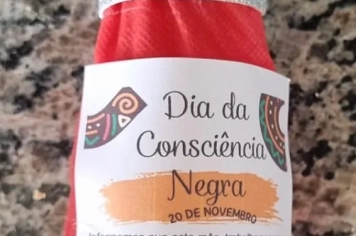 Dia da
Consciência
Negra
20 DE NOVEMBRO